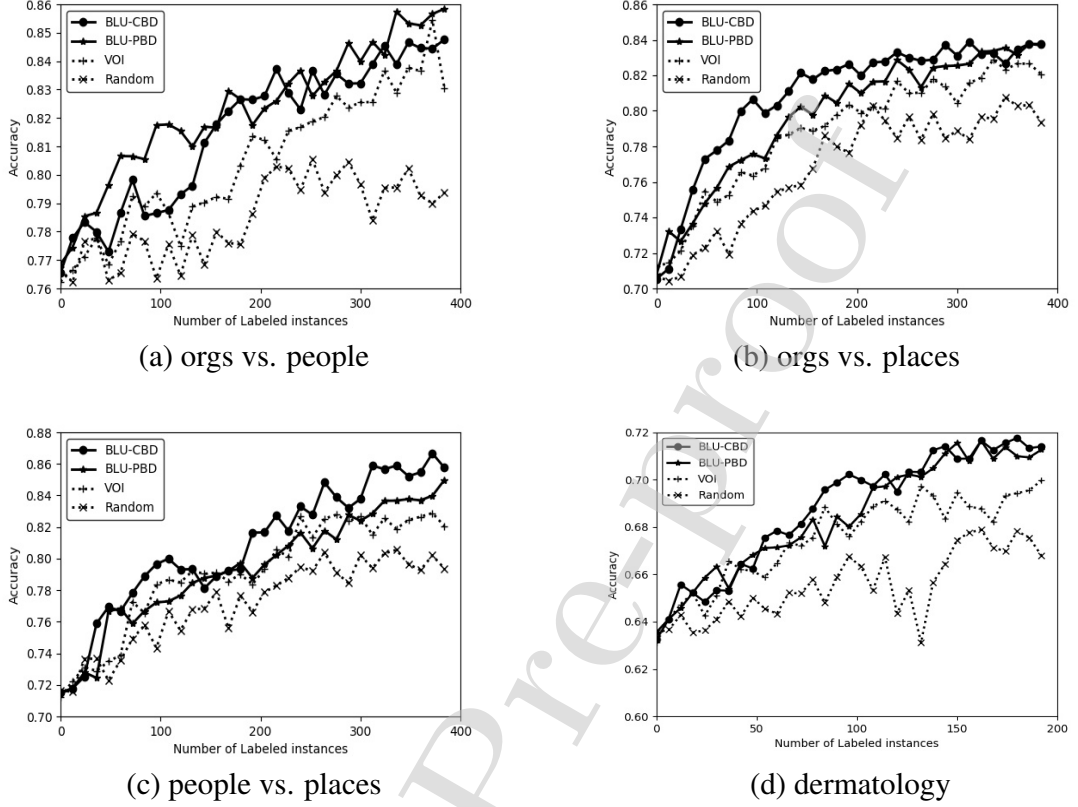 0.86
0.85
0.84
0.83
0.82
0.81
0.80
0.79
0.78
0.77
0.76
Accuracy
BLU-CBD
BLU-PBD
VOI
Random
0 100 200 300 400
Number of Labeled instances
(a) orgs vs. people
0.86
0.84
0.82
0.80
0.78
0.76
0.74
0.72
0.70
Accuracy
BLU-CBD
BLU-PBD
VOI
Random
0 100 200 300 400
Number of Labeled instances
(b) orgs vs. places
0.88
0.86
0.84
0.82
0.80
0.78
0.76
0.74
0.72
0.70
Accuracy
BLU-CBD
BLU-PBD
VOI
Random
0 100 200 300 400
Number of Labeled instances
(c) people vs. places
0.72
0.70
0.68
0.66
0.64
0.62
0.60
Accuracy
BLU-CBD
BLU-PBD
VOI
Random
0 50 100 150 200
Number of Labeled instances
(d) dermatology
Pre-proof